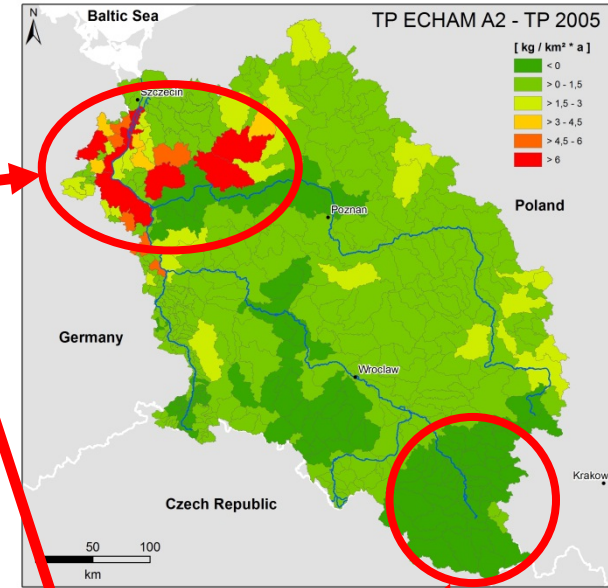 TP ECHAM A2 - TP 2005
[ kg / km² * a ]
< 0
> 0 - 1,5
> 1,5 - 3
> 3 - 4,5
> 4,5 - 6
> 6
N
Baltic Sea
Szczecin
Poznan
Poland
Germany
Wroclaw
Krakow
Czech Republic
50 100
km